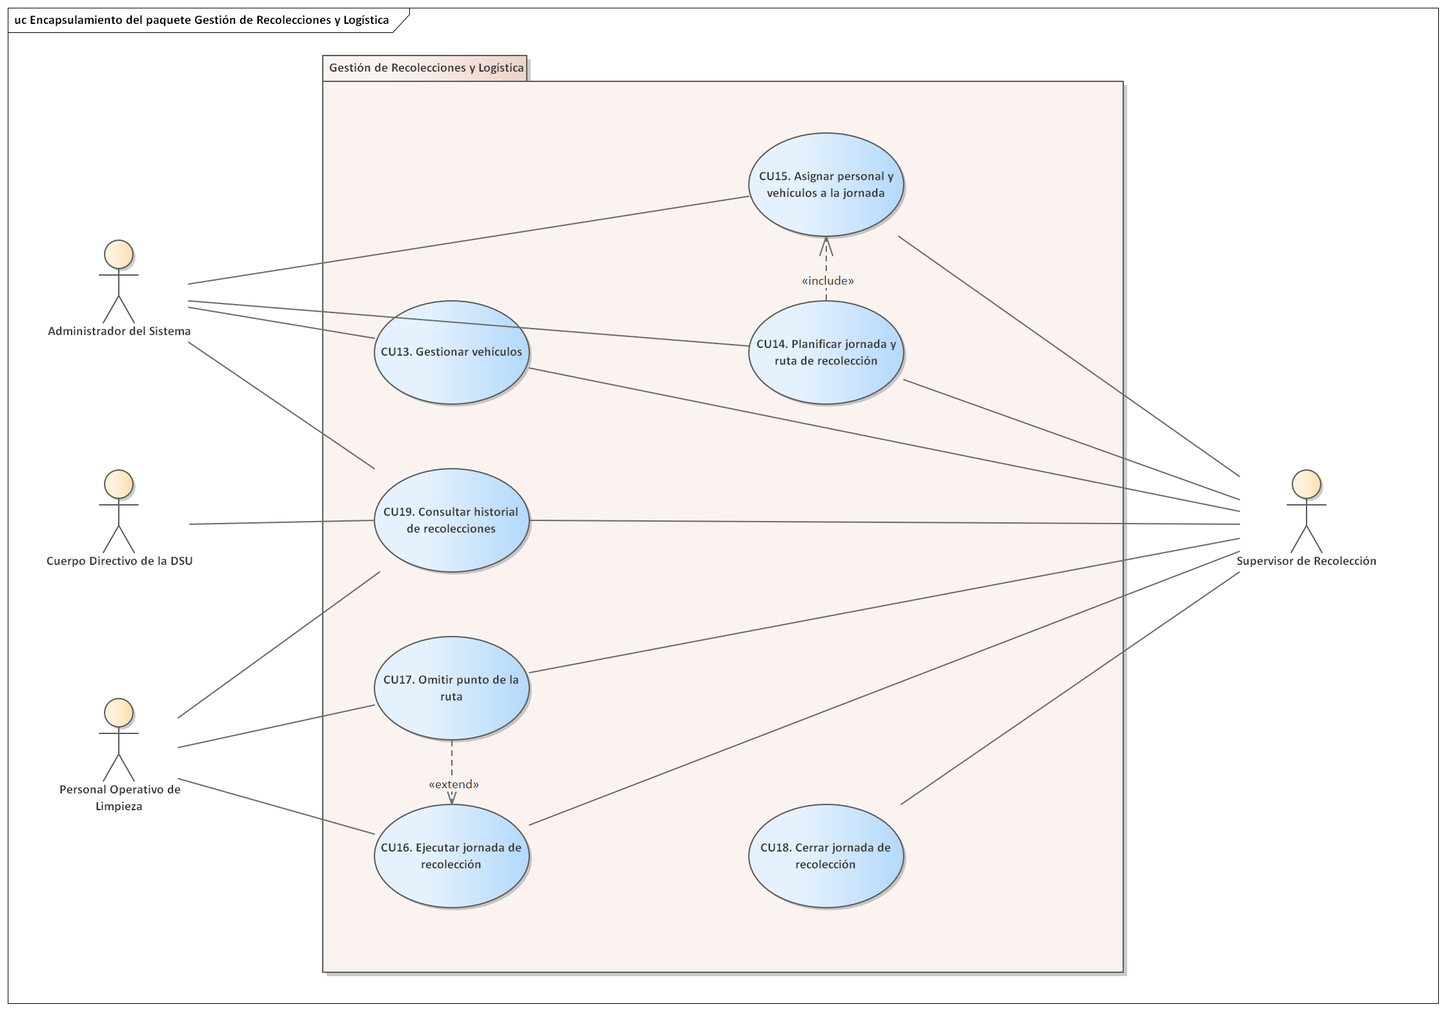 uc Encapsulamiento del paquete Gestión de Recolecciones y Logística
Gestión de Recolecciones y Logística
CU15. Asignar personal y
vehículos a la jornada
«include»
Administrador del Sistema
CU13. Gestionar vehículos
CU14. Planificar jornada y
ruta de recolección
CU19. Consultar historial
de recolecciones
Cuerpo Directivo de la DSU
Supervisor de Recolección
CU17. Omitir punto de la
ruta
«extend»
Personal Operativo de
Limpieza
CU16. Ejecutar jornada de
recolección
CU18. Cerrar jornada de
recolección